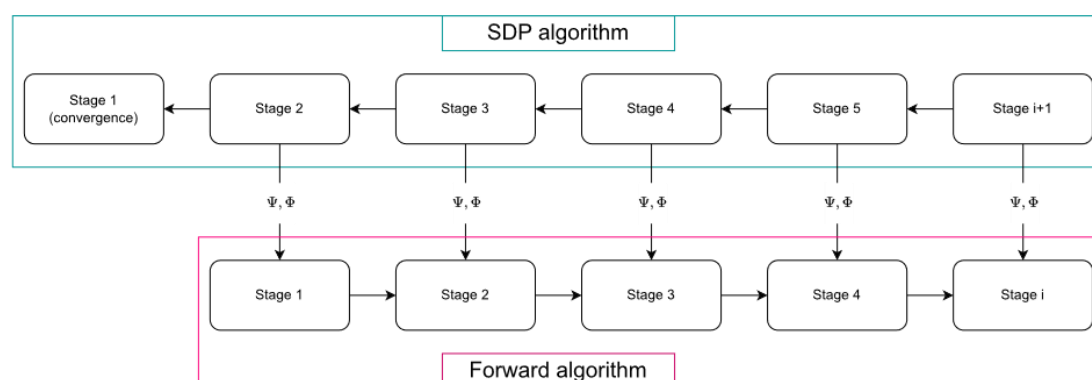 SDP algorithm
Stage 1
(convergence)
Stage 2
Stage 3
Stage 4
Stage 5
Stage i+1
Ψ, Φ
Ψ, Φ
Ψ, Φ
Ψ, Φ
Ψ, Φ
Stage 1
Stage 2
Stage 3
Stage 4
Stage i
Forward algorithm